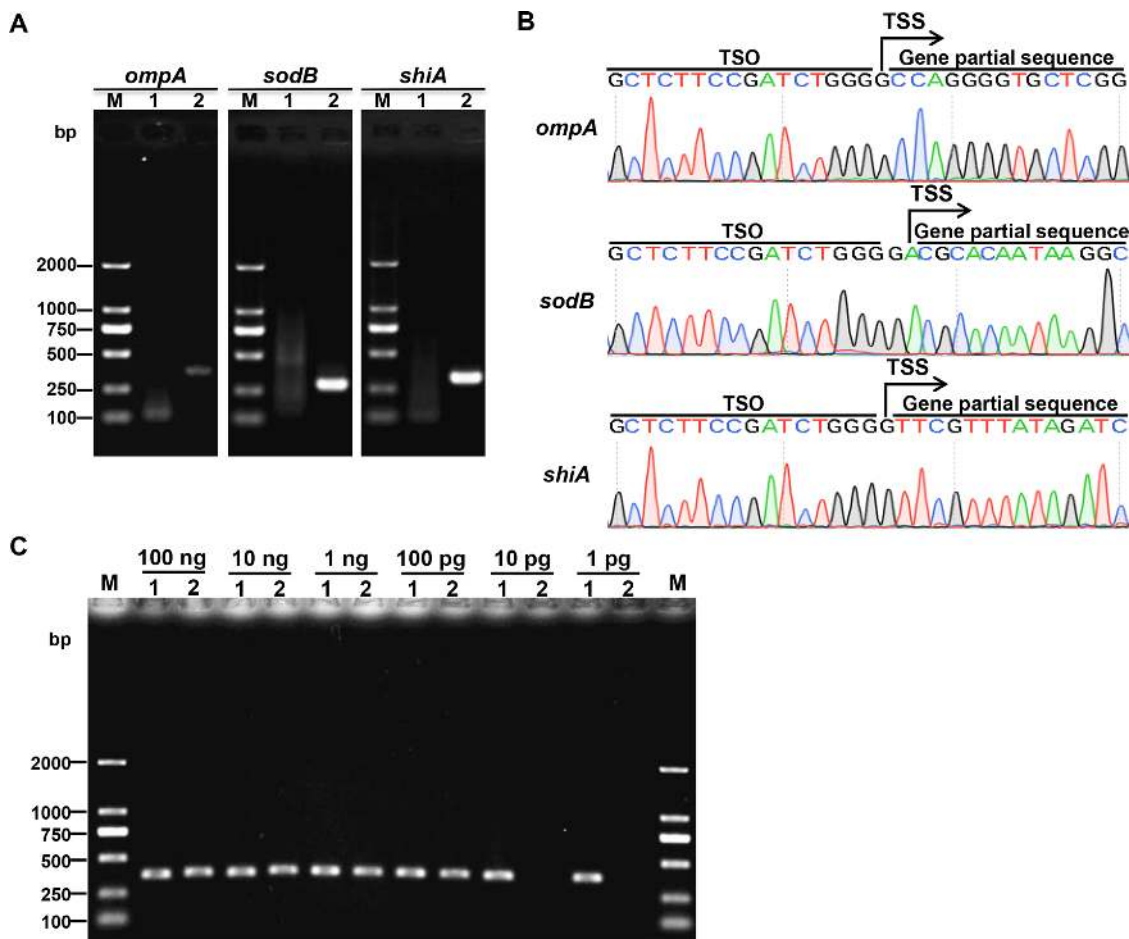 A
ompA sodB shiA
M 1 2 M 1 2 M 1 2
bp
2000
1000
750
500
250
100
B
TSS
TSO Gene partial sequence
GCTCTTCCGATCTGGGGCCAGGGGTGCTCGG
ompA
TSS
TSO Gene partial sequence
GCTCTTCCGATCTGGGGACGCACAATAAGGC
sodB
TSS
TSO Gene partial sequence
GCTCTTCCGATCTGGGGTTCGTTTATAGATC
shiA
C
100 ng 10 ng 1 ng 100 pg 10 pg 1 pg
M 1 2 1 2 1 2 1 2 1 2 1 2 M
bp
2000
1000
750
500
250
100